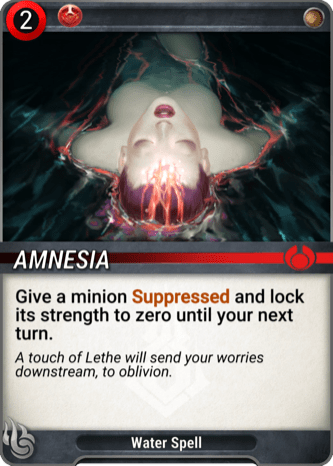 2
AMNESIA
Give a minion Suppressed and lock
its strength to zero until your next
turn.
A touch of Lethe will send your worries
downstream, to oblivion.
Water Spell